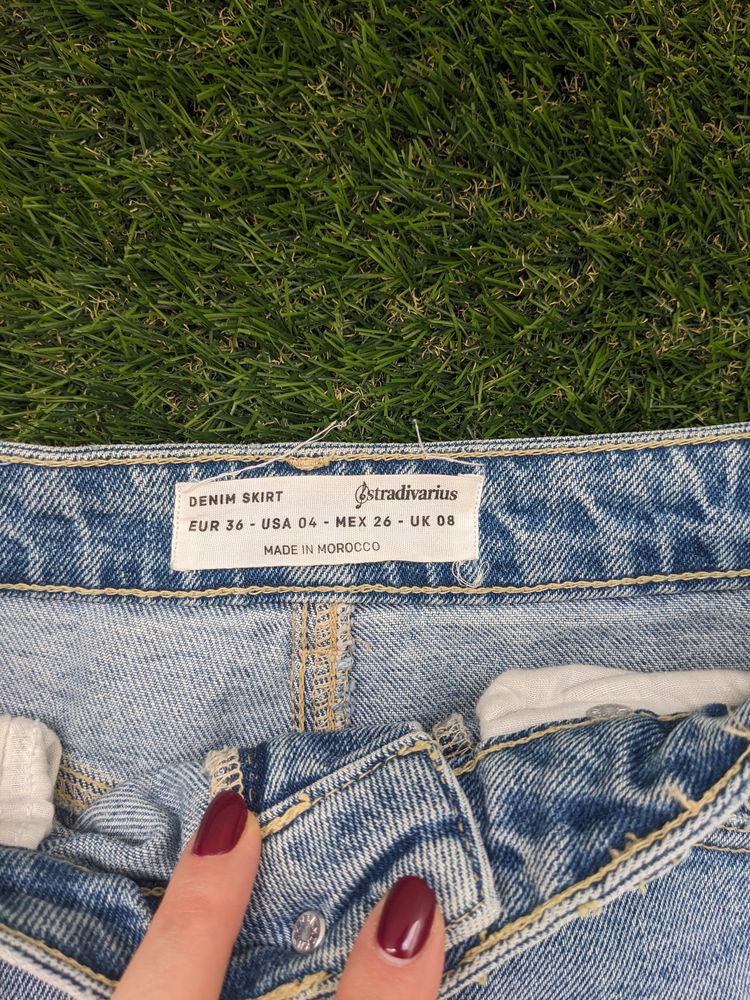 DENIM SKIRT stradivarius
EUR 36 - USA 04 - MEX 26 - UK 08
MADE IN MOROCCO